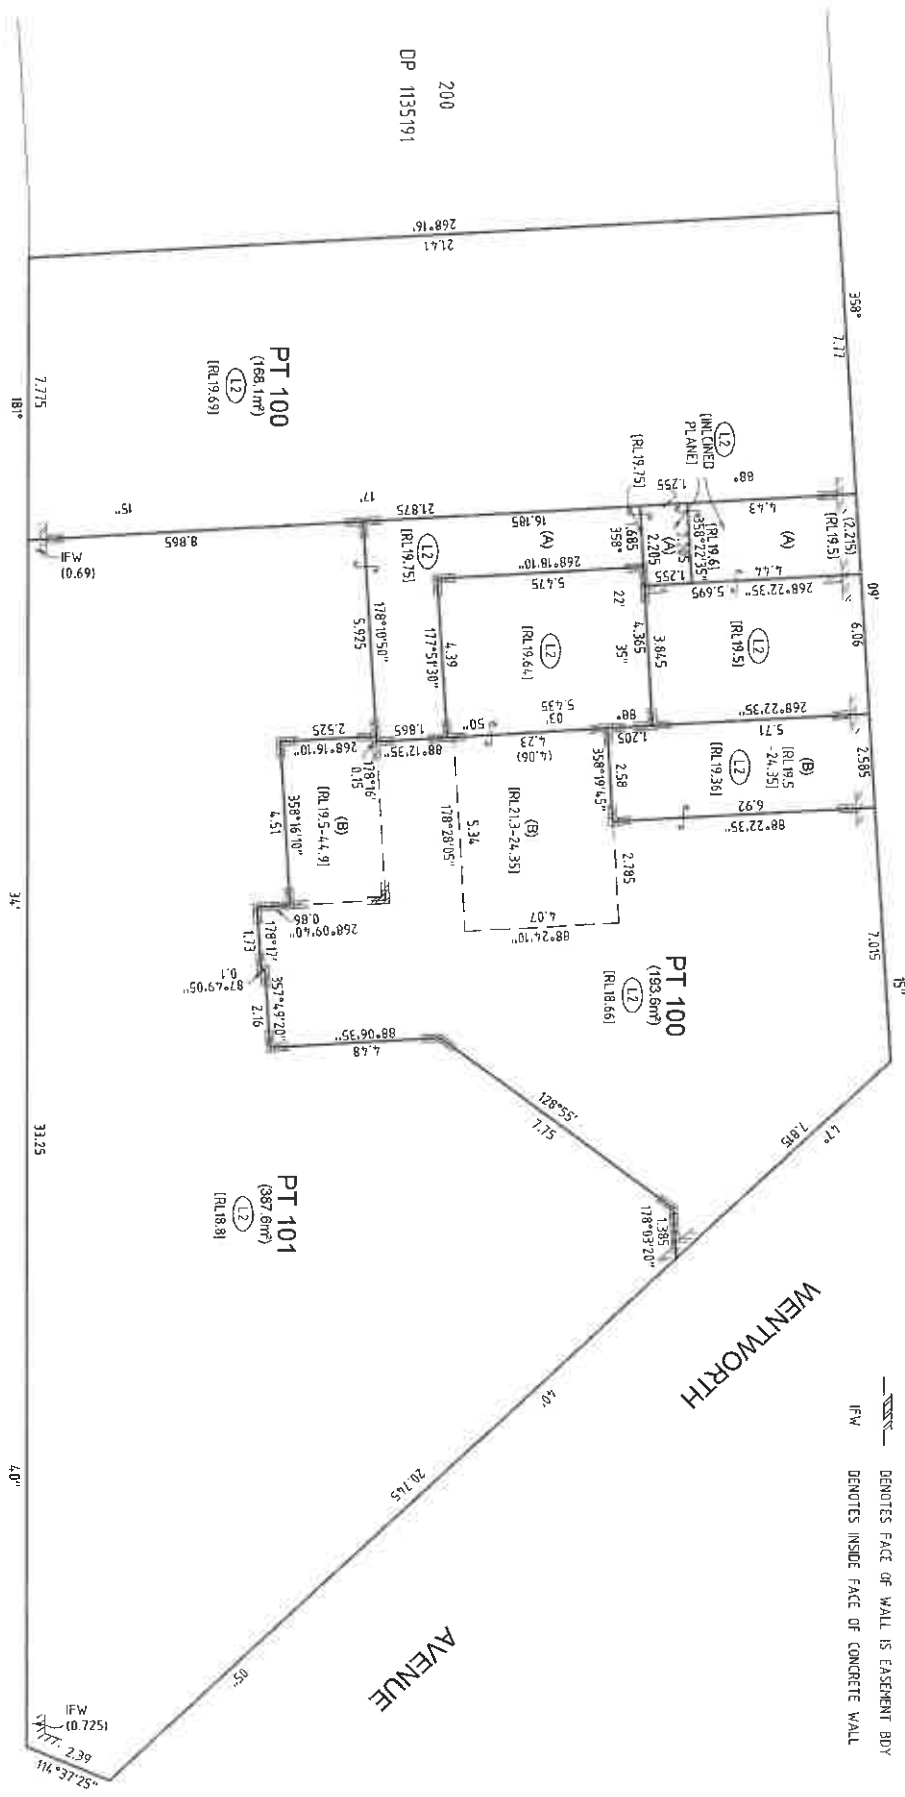 200
DP 1135191
268°16'
21.41
358°
7.77
PT 100
(168.1m²)
L2
[RL19.69]
7.775
181°
15"
17'
8.865
IFW
(0.69)
21.875
16.185
L2
[INLCINED
PLANE]
[RL19.75]
88°
1.255
4.43
(2.215)
[RL19.5]
(A)
[RL19.6]
358°22'35"
(A)
2.205
.685
358°
1.255
5.695
4.44
268°22'35"
09'
6.06
(A)
268°18'10"
5.475
L2
[RL19.75]
178°10'50"
5.925
177°51'30"
4.39
L2
[RL19.64]
22'
35"
4.365
3.845
L2
[RL19.5]
268°22'35"
5.71
2.585
5.435
03'
50"
4.23
(4.06)
88°
1.205
358°19'45"
2.58
(B)
[RL19.5
-24.35]
L2
[RL19.36]
6.92
88°22'35"
2.525
268°16'10"
1.865
88°12'35"
178°16'
0.15
358°16'10"
4.51
(B)
[RL19.5-44.9]
5.34
178°28'05"
(B)
[RL21.3-24.35]
2.785
4.07
88°24'10"
34'
268°09'40"
0.86
178°17'
1.73
87°49'05"
0.1
357°49'20"
2.16
88°06'35"
4.48
PT 100
(193.6m²)
L2
[RL18.66]
7.015
15"
128°55'
7.75
7.815
47°
1.385
178°03'20"
33.25
PT 101
(387.6m²)
L2
[RL18.8]
WENTWORTH
AVENUE
40'
20.745
50"
40"
IFW
(0.725)
2.39
114°37'25"
DENOTES FACE OF WALL IS EASEMENT BDY
IFW DENOTES INSIDE FACE OF CONCRETE WALL